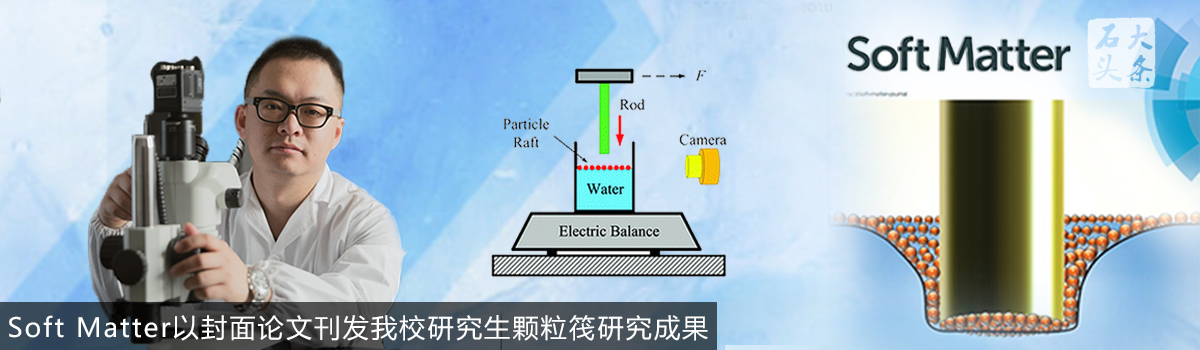 Soft Matter
石大
头条
F
Rod
Particle
Raft
Camera
Water
Electric Balance
Soft Matter以封面论文刊发我校研究生颗粒筏研究成果